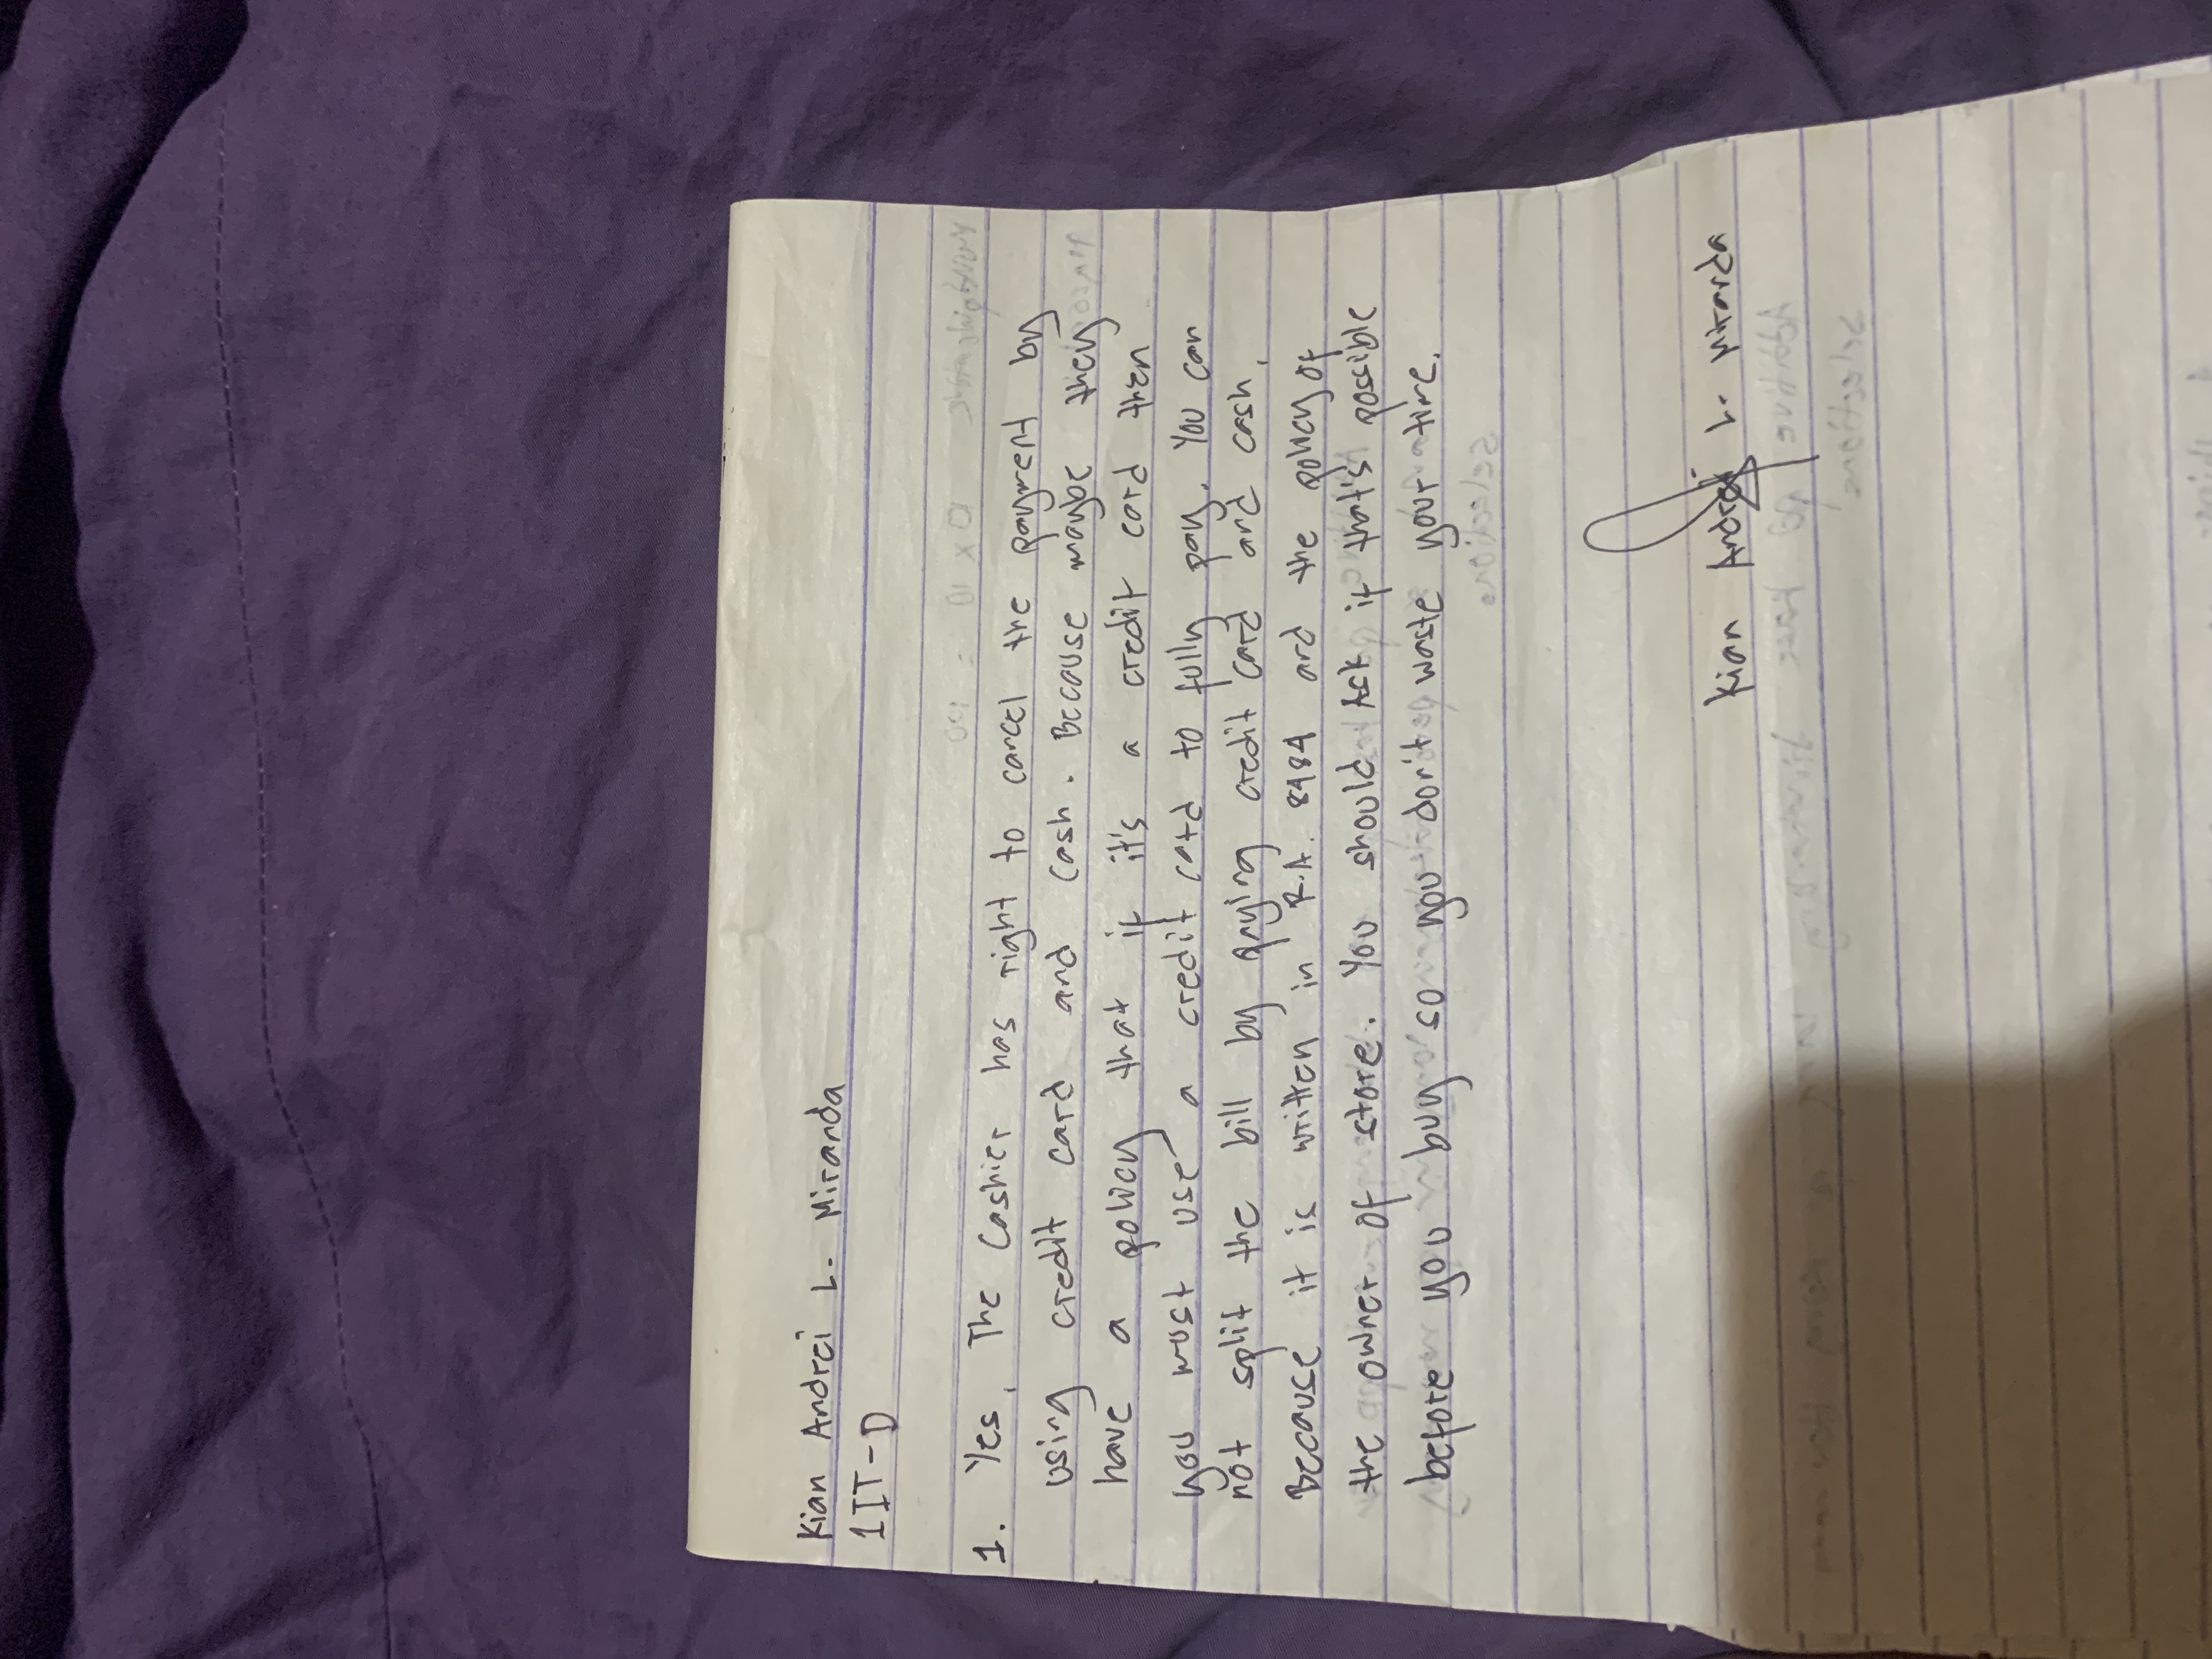 Kian Andrei L. Miranda
1IT-D
1. Yes, The Cashier has right to cancel the payment by
using credit card and cash. Because maybe they
have a policy that if it's a credit card then
you must use a credit card to fully pay. You can
not split the bill by paying credit card and cash,
Because it is written in R.A. 8484 and the policy of
the owner of store. You should Ask if that's possible
before you buy so you don't waste your time.
Kian Andrei L. Miranda